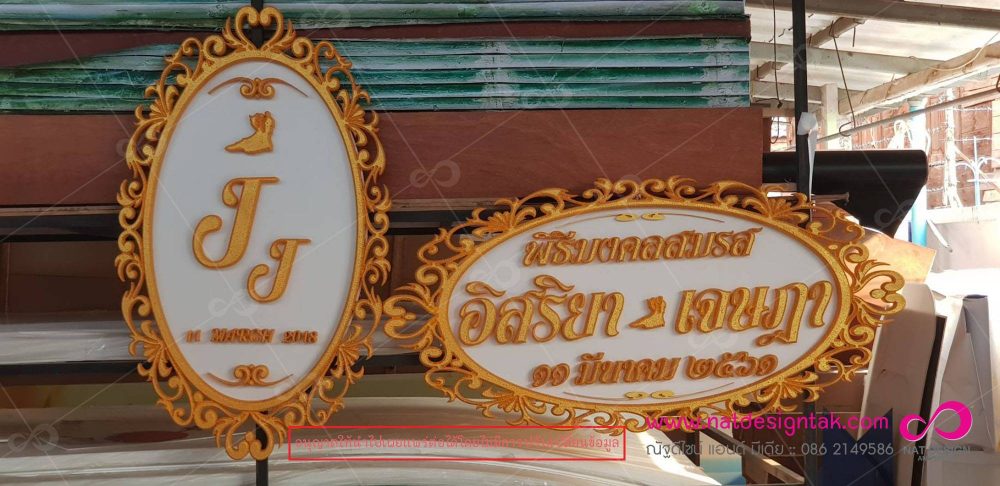 J J
11 MARCH 2018
พิธีมงคลสมรส
อิสริยา เจนฎา
๑๑ มีนาคม ๒๕๖๑
www.natdesigntak.com
ณัฐดีไซน์ แอนด์ มีเดีย :: 086 2149586
NAT DESIGN